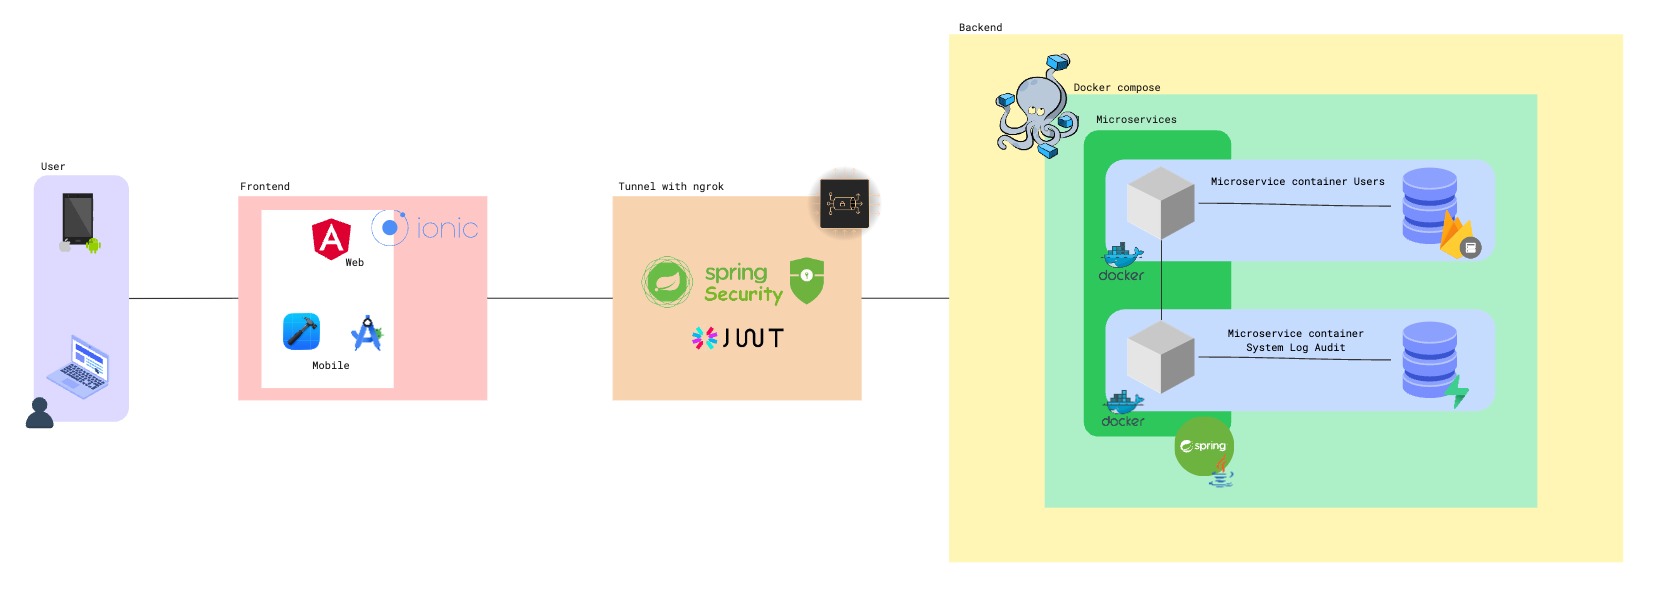 Backend
Docker compose
Microservices
User
Frontend
Tunnel with ngrok
ionic
Web
Mobile
spring
Security
JWT
Microservice container Users
docker
Microservice container
System Log Audit
docker
spring